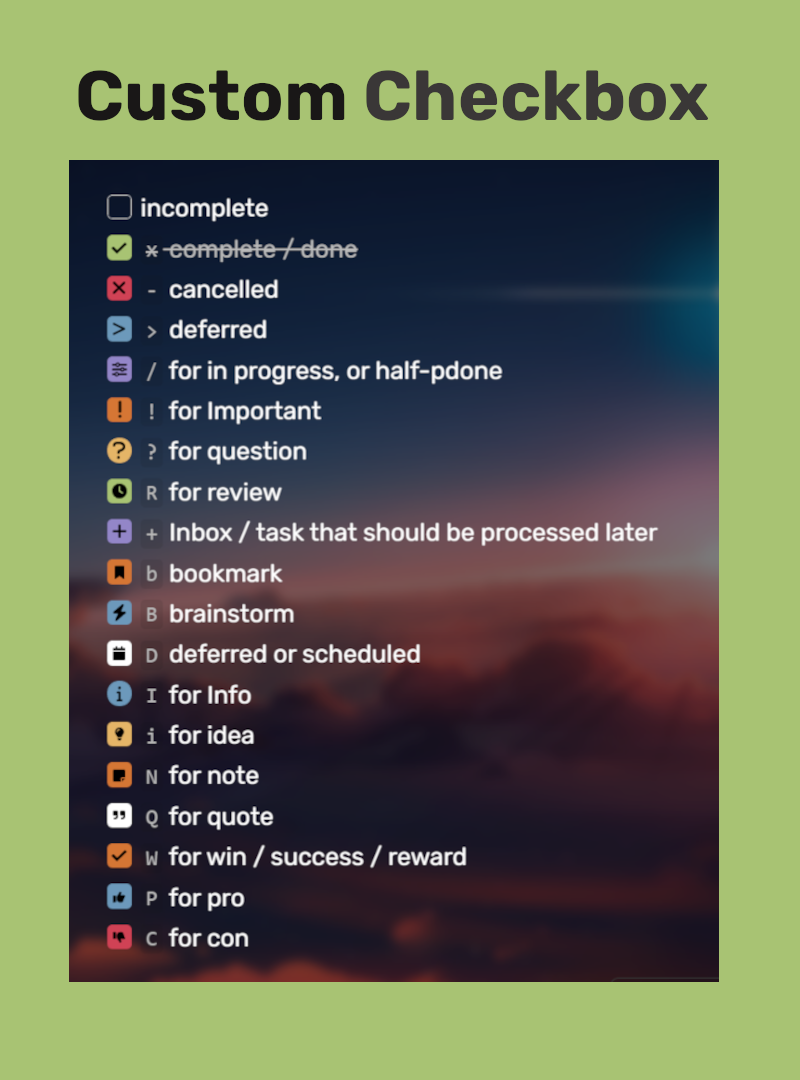 Custom Checkbox
incomplete
x complete / done
- cancelled
> deferred
/ for in progress, or half-pdone
! for Important
? for question
R for review
+ Inbox / task that should be processed later
b bookmark
B brainstorm
D deferred or scheduled
I for Info
i for idea
N for note
Q for quote
W for win / success / reward
P for pro
C for con